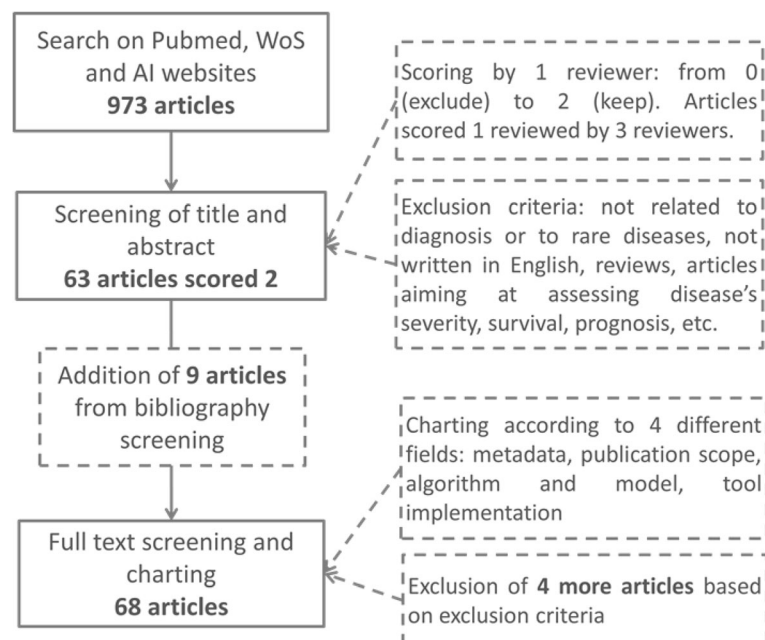 Search on Pubmed, WoS
and AI websites
973 articles
Scoring by 1 reviewer: from 0
(exclude) to 2 (keep). Articles
scored 1 reviewed by 3 reviewers.
Screening of title and
abstract
63 articles scored 2
Exclusion criteria: not related to
diagnosis or to rare diseases, not
written in English, reviews, articles
aiming at assessing disease's
severity, survival, prognosis, etc.
Addition of 9 articles
from bibliography
screening
Charting according to 4 different
fields: metadata, publication scope,
algorithm and model, tool
implementation
Full text screening and
charting
68 articles
Exclusion of 4 more articles based
on exclusion criteria